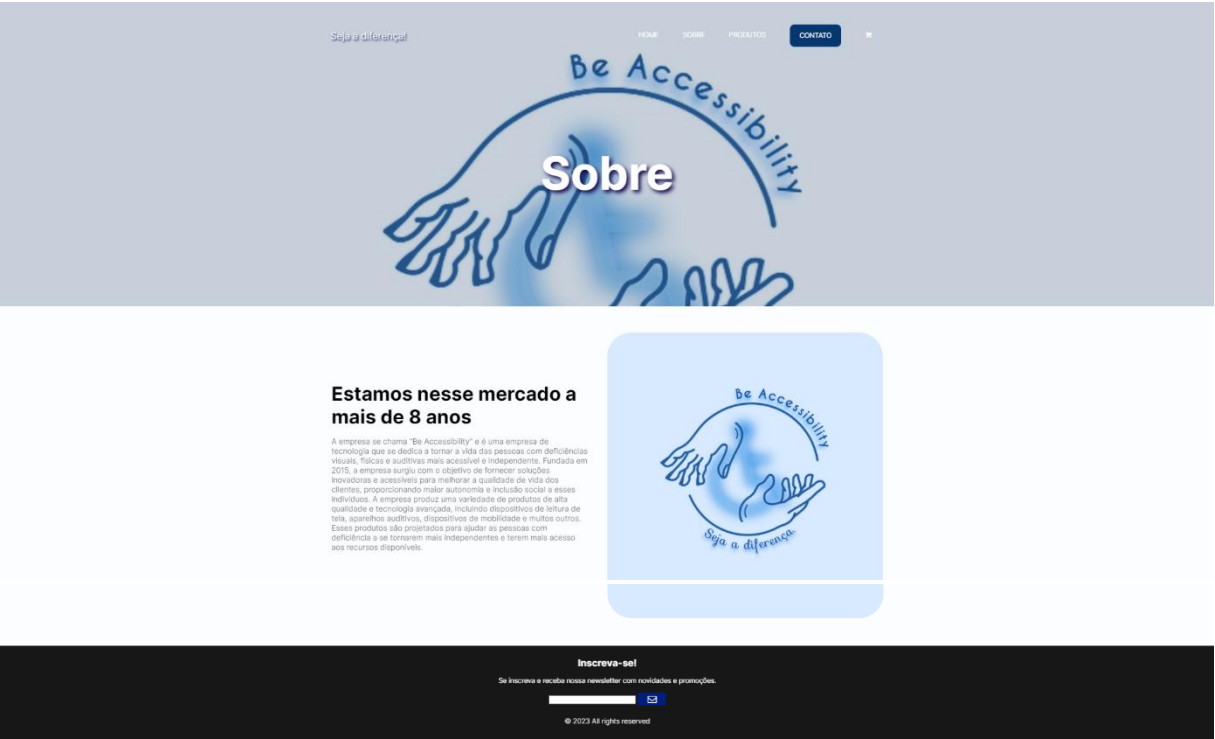 Seja a diferença!
HOME SOBRE PRODUTOS CONTATO
Be Accessibility
Sobre
Estamos nesse mercado a
mais de 8 anos
A empresa se chama "Be Accessibility" e é uma empresa de
tecnologia que se dedica a tornar a vida das pessoas com deficiências
visuais, físicas e auditivas mais acessível e independente. Fundada em
2015, a empresa surgiu com o objetivo de fornecer soluções
inovadoras e acessíveis para melhorar a qualidade de vida dos
clientes, proporcionando maior autonomia e inclusão social a esses
indivíduos. A empresa produz uma variedade de produtos de alta
qualidade e tecnologia avançada, incluindo dispositivos de leitura de
tela, aparelhos auditivos, dispositivos de mobilidade e muitos outros.
Esses produtos são projetados para ajudar as pessoas com
deficiência a se tornarem mais independentes e terem mais acesso
aos recursos disponíveis.
Be Accessibility
Seja a diferença
Inscreva-se!
Se inscreva e receba nossa newsletter com novidades e promoções.
© 2023 All rights reserved